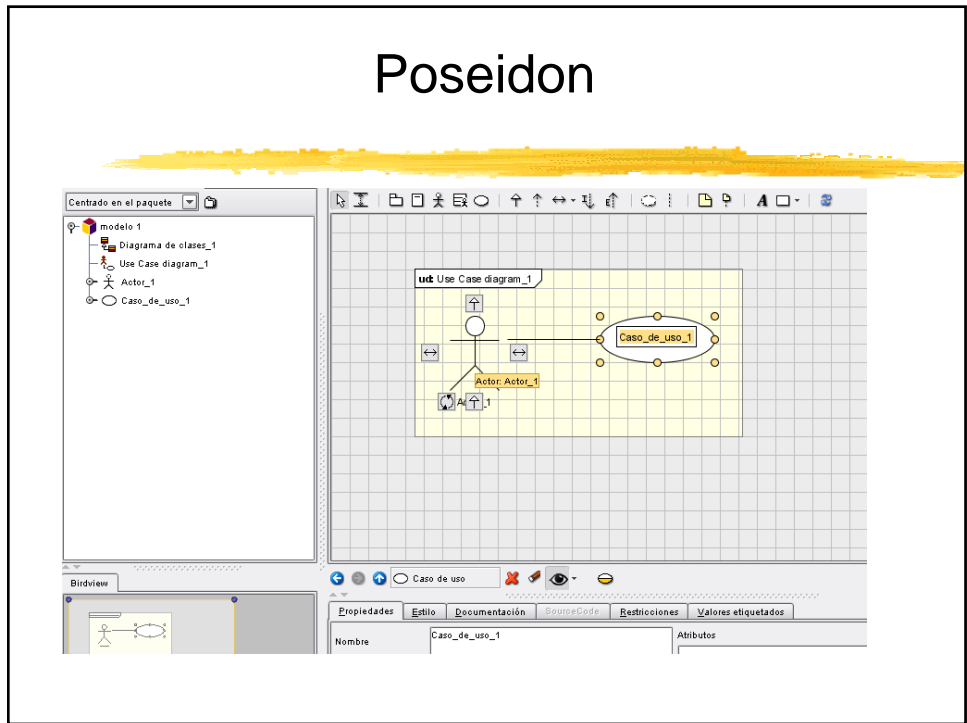 Poseidon
Centrado en el paquete
modelo 1
Diagrama de clases_1
Use Case diagram_1
Actor_1
Caso_de_uso_1
A
ud: Use Case diagram_1
Caso_de_uso_1
Actor: Actor_1
A _1
Birdview
Caso de uso
Propiedades Estilo Documentación SourceCode Restricciones Valores etiquetados
Nombre
Caso_de_uso_1
Atributos